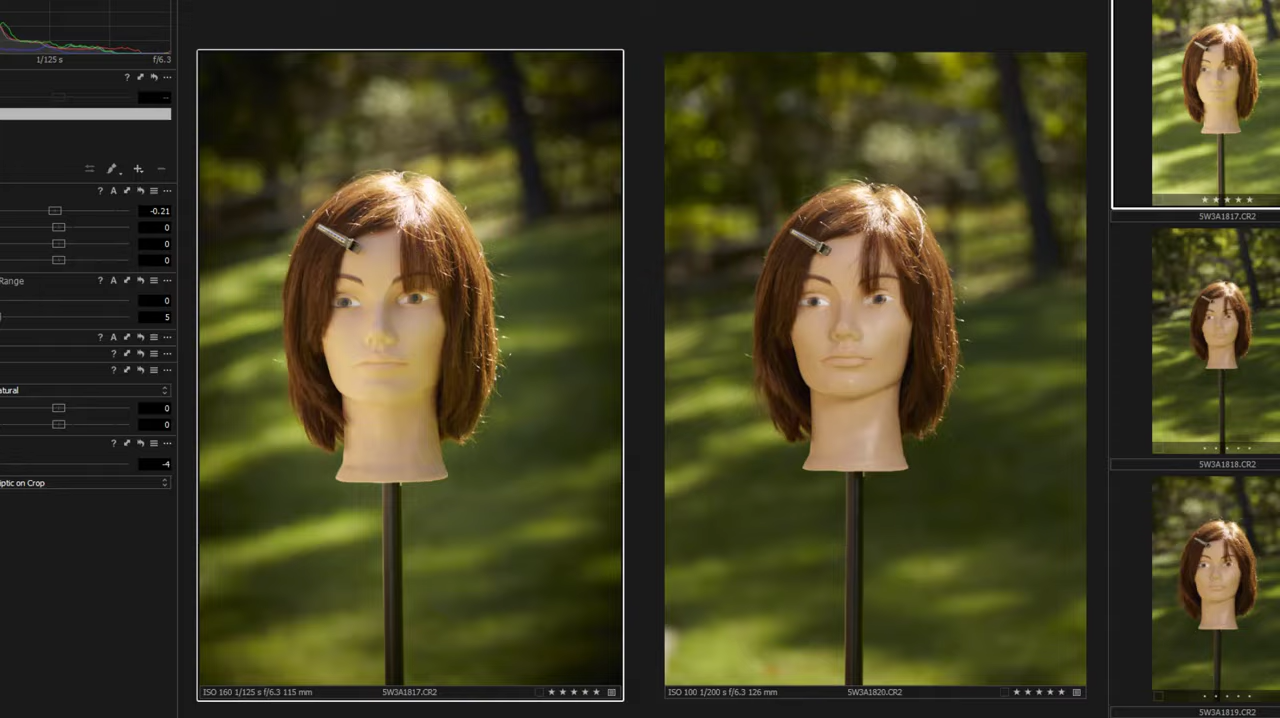 1/125 s f/6.3
-0.21
0
0
0
Range
0
5
atural
0
0
-4
iptic on Crop
ISO 160 1/125 s f/6.3 115 mm 5W3A1817.CR2
ISO 100 1/200 s f/6.3 126 mm 5W3A1820.CR2
5W3A1817.CR2
5W3A1818.CR2
5W3A1819.CR2